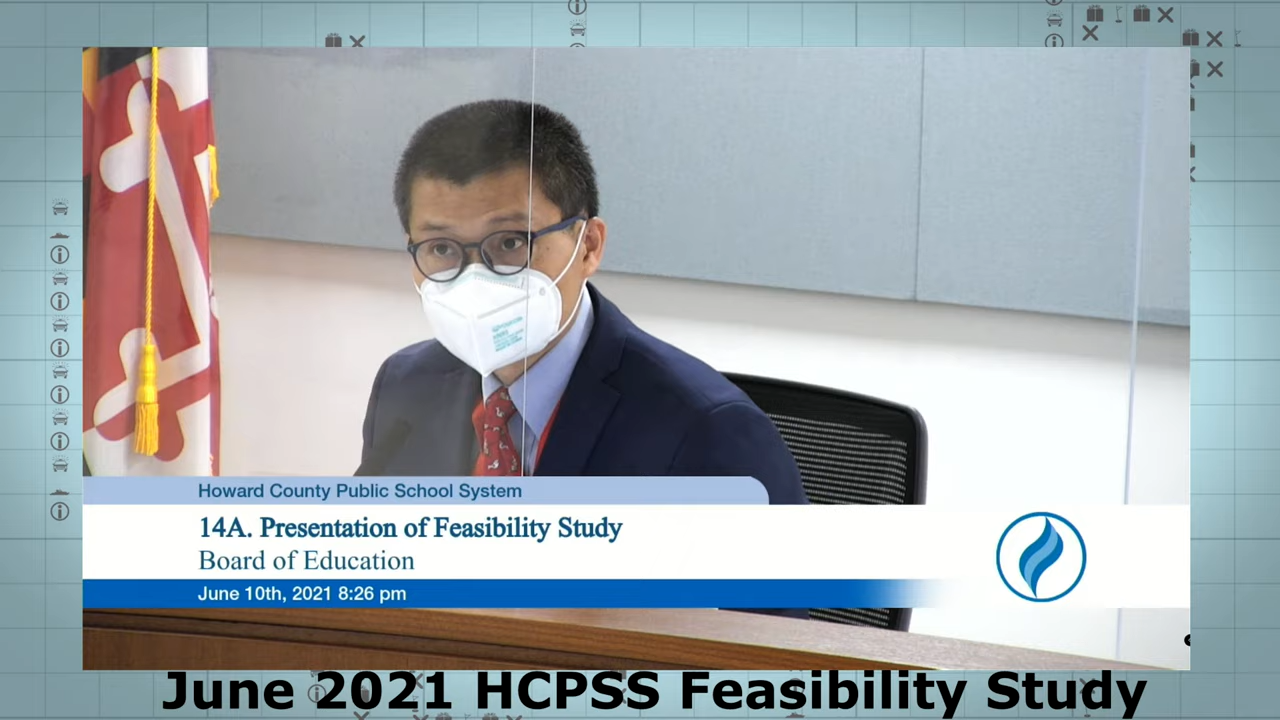 Howard County Public School System
14A. Presentation of Feasibility Study
Board of Education
June 10th, 2021 8:26 pm
June 2021 HCPSS Feasibility Study